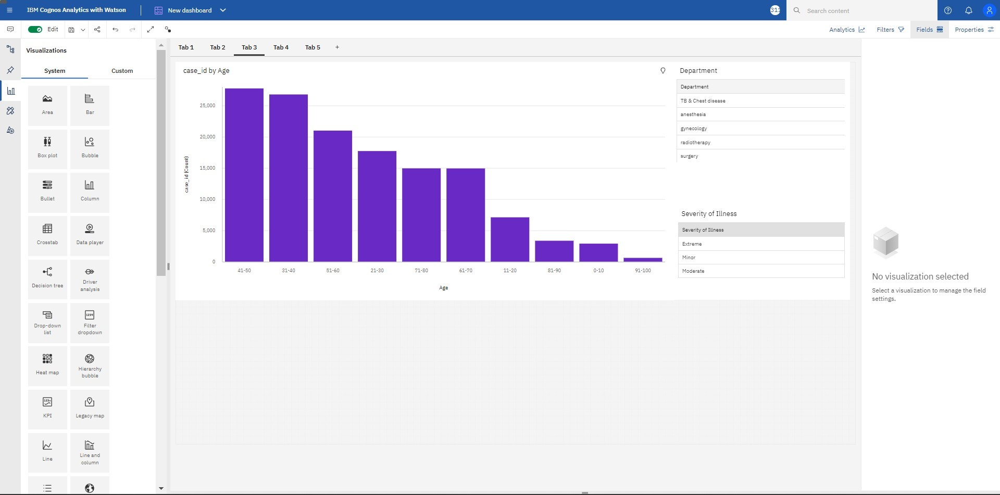 IBM Cognos Analytics with Watson
New dashboard
311
Search content
Edit
Analytics
Filters
Fields
Properties
Visualizations
System
Custom
Area
Bar
Box plot
Bubble
Bullet
Column
Crosstab
Data player
Decision tree
Driver
analysis
Drop-down
list
Filter
dropdown
Heat map
Hierarchy
bubble
KPI
Legacy map
Line
Line and
column
Tab 1
Tab 2
Tab 3
Tab 4
Tab 5
+
case_id by Age
case_id (Count)
25,000
20,000
15,000
10,000
5,000
0
41-50
31-40
51-60
21-30
71-80
61-70
11-20
81-90
0-10
91-100
Age
Department
Department
TB & Chest disease
anesthesia
gynecology
radiotherapy
surgery
Severity of Illness
Severity of Illness
Extreme
Minor
Moderate
No visualization selected
Select a visualization to manage the field
settings.